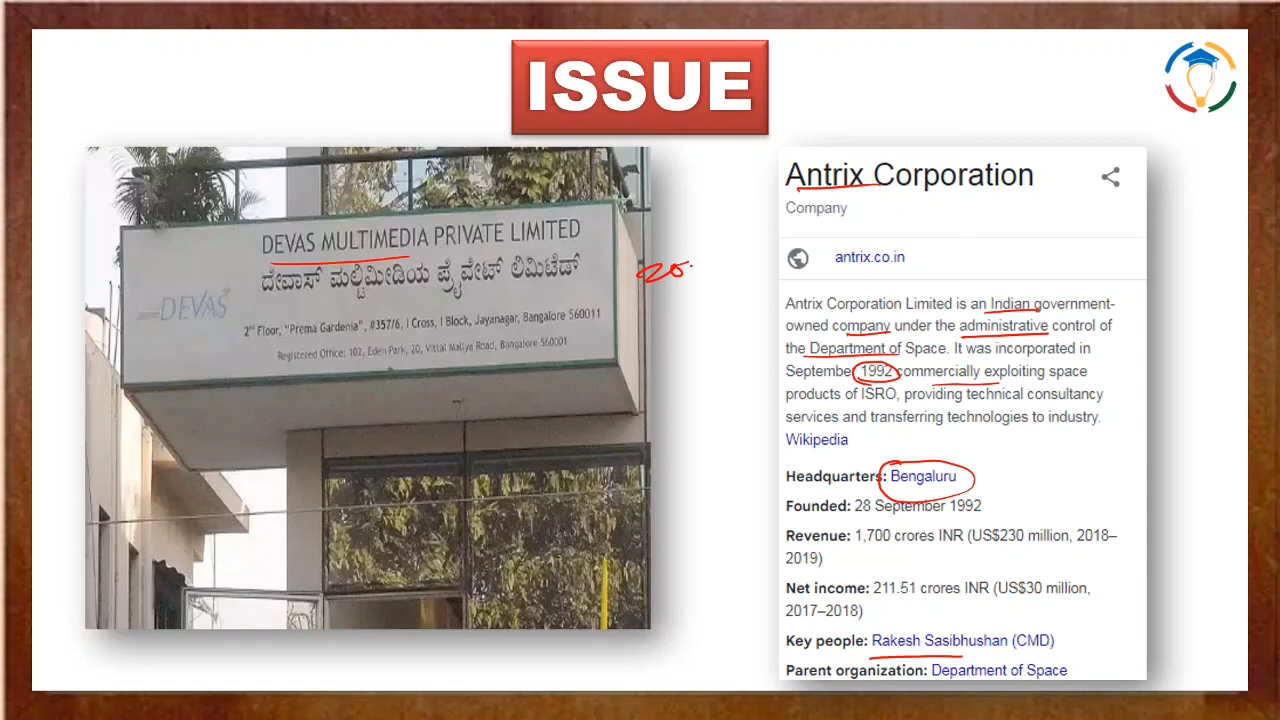 ISSUE
DEVAS MULTIMEDIA PRIVATE LIMITED
ದೇವಾಸ್ ಮಲ್ಟಿಮೀಡಿಯ ಪ್ರೈವೇಟ್ ಲಿಮಿಟೆಡ್
DEVAS
2nd Floor, "Prema Gardenia", #357/6, I Cross, I Block, Jayanagar, Bangalore 560011
Registered Office: 102, Eden Park, 20, Vittal Mallya Road, Bangalore-560001
Antrix Corporation
Company
antrix.co.in
Antrix Corporation Limited is an Indian government-
owned company under the administrative control of
the Department of Space. It was incorporated in
September 1992 commercially exploiting space
products of ISRO, providing technical consultancy
services and transferring technologies to industry.
Wikipedia
Headquarters: Bengaluru
Founded: 28 September 1992
Revenue: 1,700 crores INR (US$230 million, 2018–
2019)
Net income: 211.51 crores INR (US$30 million,
2017–2018)
Key people: Rakesh Sasibhushan (CMD)
Parent organization: Department of Space